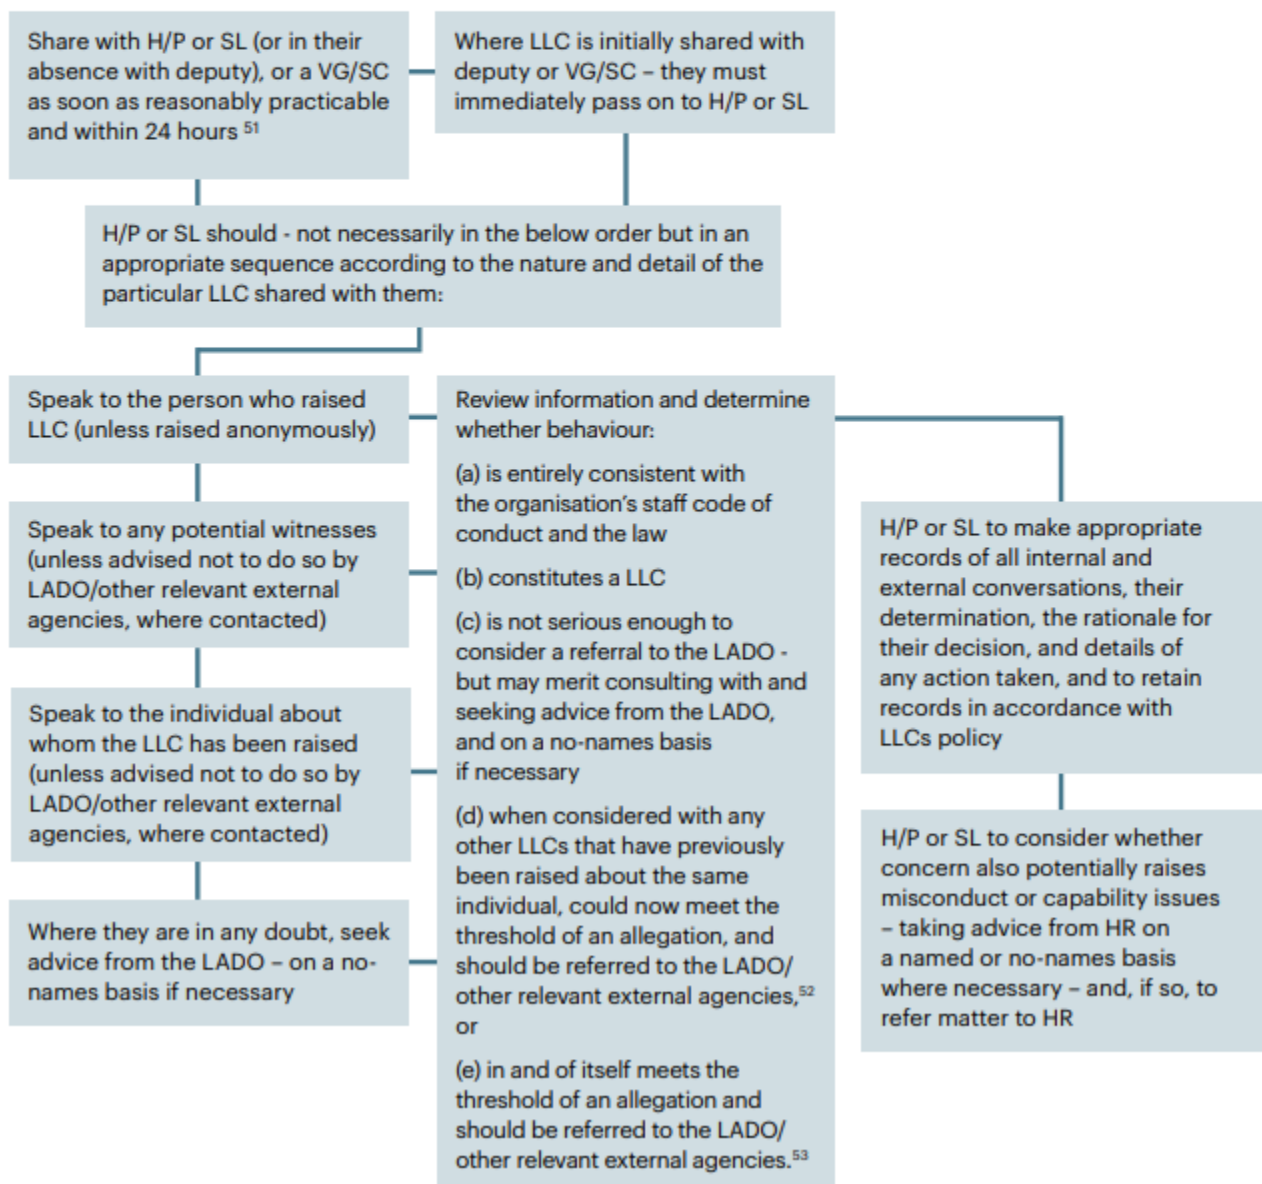 Share with H/P or SL (or in their
absence with deputy), or a VG/SC
as soon as reasonably practicable
and within 24 hours 51
Where LLC is initially shared with
deputy or VG/SC – they must
immediately pass on to H/P or SL
H/P or SL should - not necessarily in the below order but in an
appropriate sequence according to the nature and detail of the
particular LLC shared with them:
Speak to the person who raised
LLC (unless raised anonymously)
Speak to any potential witnesses
(unless advised not to do so by
LADO/other relevant external
agencies, where contacted)
Speak to the individual about
whom the LLC has been raised
(unless advised not to do so by
LADO/other relevant external
agencies, where contacted)
Where they are in any doubt, seek
advice from the LADO – on a no-
names basis if necessary
Review information and determine
whether behaviour:
(a) is entirely consistent with
the organisation's staff code of
conduct and the law
(b) constitutes a LLC
(c) is not serious enough to
consider a referral to the LADO -
but may merit consulting with and
seeking advice from the LADO,
and on a no-names basis
if necessary
(d) when considered with any
other LLCs that have previously
been raised about the same
individual, could now meet the
threshold of an allegation, and
should be referred to the LADO/
other relevant external agencies,52
or
(e) in and of itself meets the
threshold of an allegation and
should be referred to the LADO/
other relevant external agencies.53
H/P or SL to make appropriate
records of all internal and
external conversations, their
determination, the rationale for
their decision, and details of
any action taken, and to retain
records in accordance with
LLCs policy
H/P or SL to consider whether
concern also potentially raises
misconduct or capability issues
– taking advice from HR on
a named or no-names basis
where necessary – and, if so, to
refer matter to HR